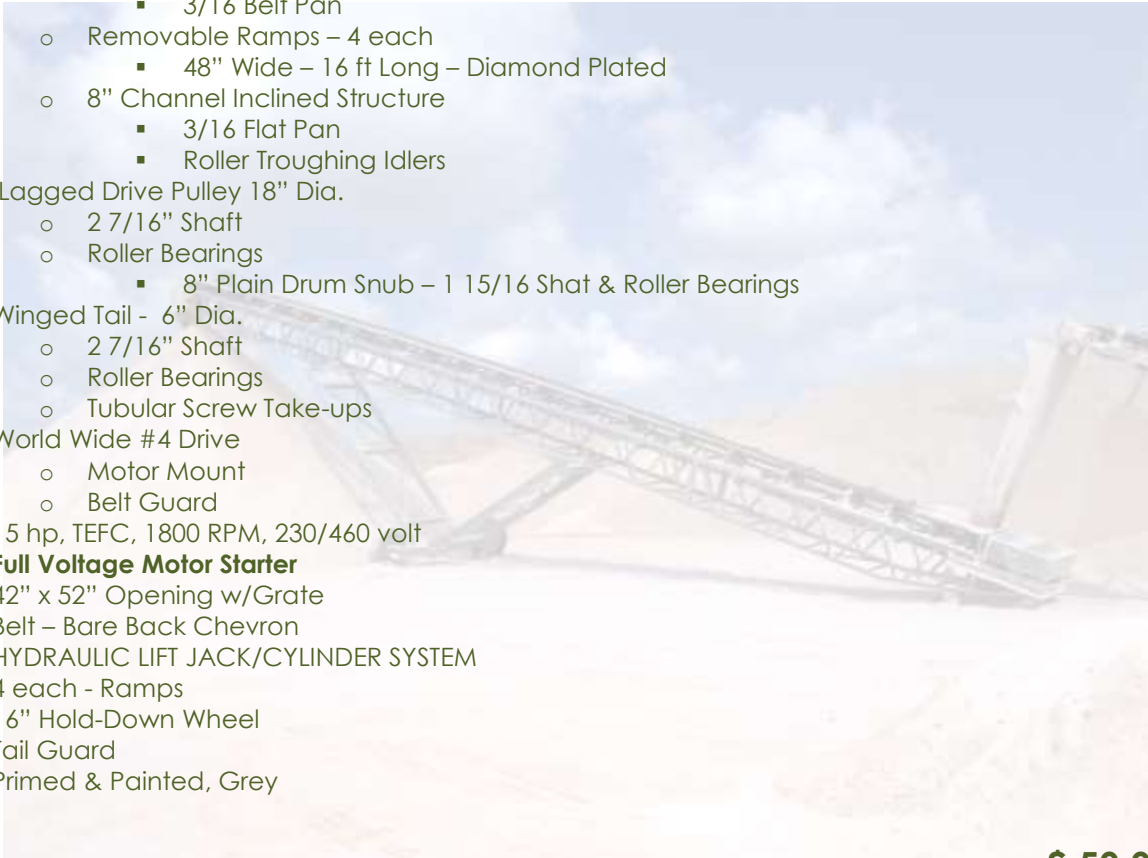 ▪ 3/16 Belt Pan
o Removable Ramps – 4 each
▪ 48” Wide – 16 ft Long – Diamond Plated
o 8” Channel Inclined Structure
▪ 3/16 Flat Pan
▪ Roller Troughing Idlers
Lagged Drive Pulley 18” Dia.
o 2 7/16” Shaft
o Roller Bearings
▪ 8” Plain Drum Snub – 1 15/16 Shat & Roller Bearings
Winged Tail - 6” Dia.
o 2 7/16” Shaft
o Roller Bearings
o Tubular Screw Take-ups
World Wide #4 Drive
o Motor Mount
o Belt Guard
5 hp, TEFC, 1800 RPM, 230/460 volt
Full Voltage Motor Starter
42” x 52” Opening w/Grate
Belt – Bare Back Chevron
HYDRAULIC LIFT JACK/CYLINDER SYSTEM
4 each - Ramps
6” Hold-Down Wheel
Tail Guard
Primed & Painted, Grey